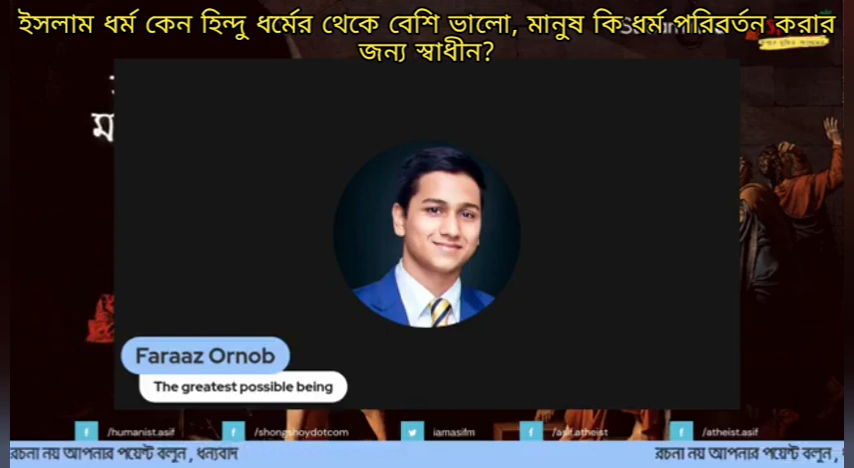 ইসলাম ধর্ম কেন হিন্দু ধর্মের থেকে বেশি ভালো, মানুষ কি ধর্ম পরিবর্তন করার
জন্য স্বাধীন?
ম
Faraaz Ornob
The greatest possible being
/humanist.asif
/shongshoydotcom
iamasifm
/asif.atheist
/atheist.asif
রচনা নয় আপনার পয়েন্ট বলুন , ধন্যবাদ
রচনা নয় আপনার পয়েন্ট বলুন ,